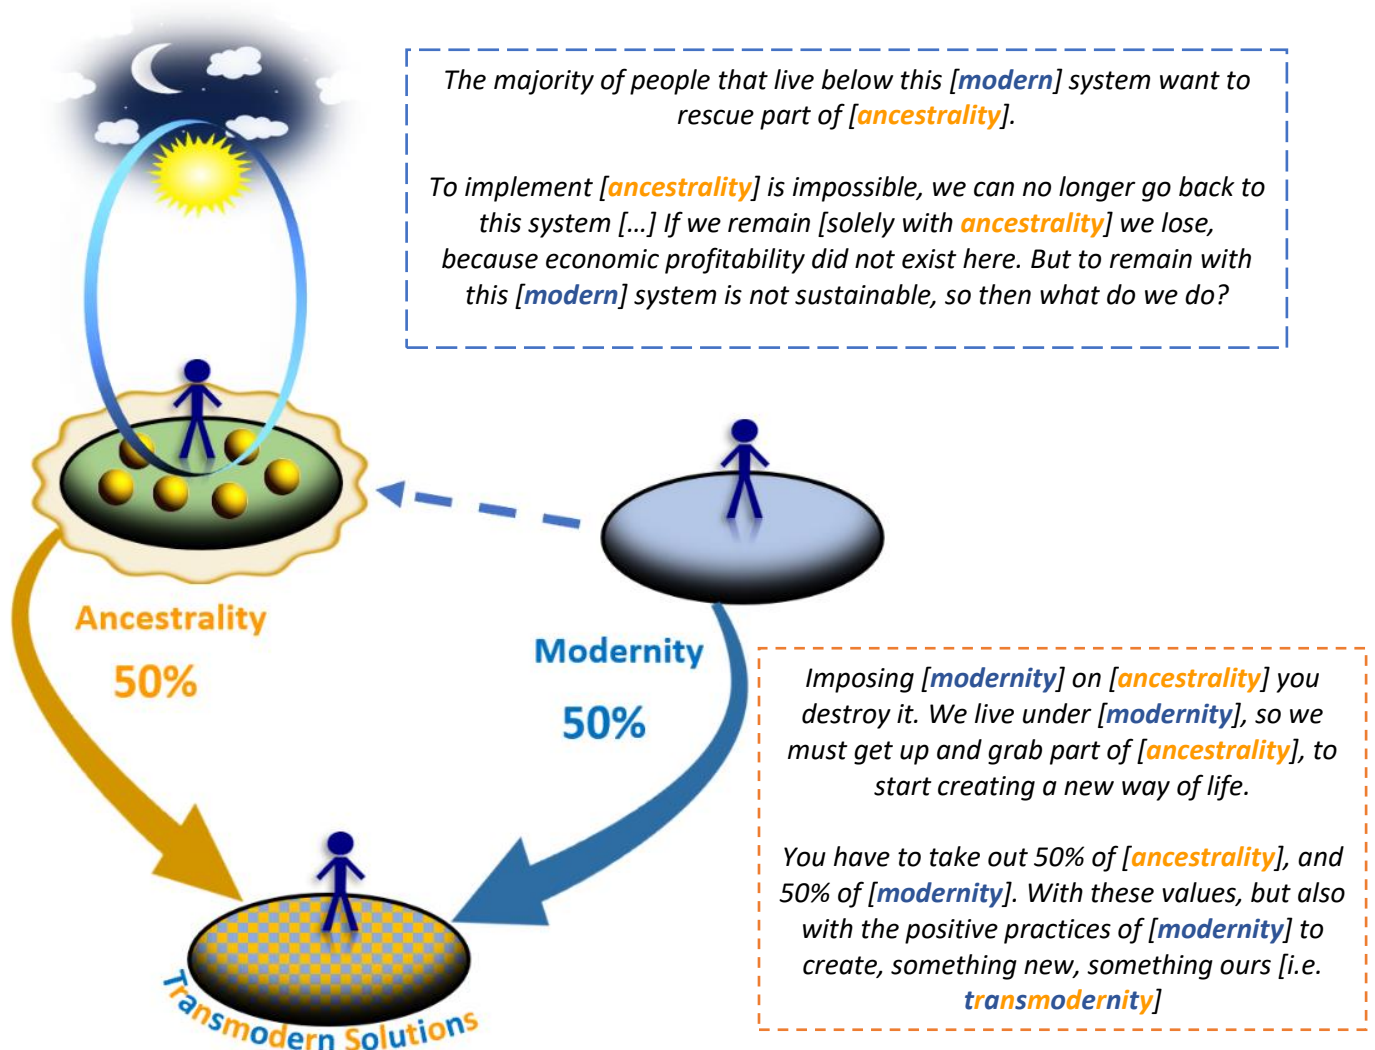 The majority of people that live below this [modern] system want to
rescue part of [ancestrality].
To implement [ancestrality] is impossible, we can no longer go back to
this system […] If we remain [solely with ancestrality] we lose,
because economic profitability did not exist here. But to remain with
this [modern] system is not sustainable, so then what do we do?
Ancestrality
50%
Modernity
50%
Imposing [modernity] on [ancestrality] you
destroy it. We live under [modernity], so we
must get up and grab part of [ancestrality], to
start creating a new way of life.
You have to take out 50% of [ancestrality], and
50% of [modernity]. With these values, but also
with the positive practices of [modernity] to
create, something new, something ours [i.e.
transmodernity]
Transmodern Solutions